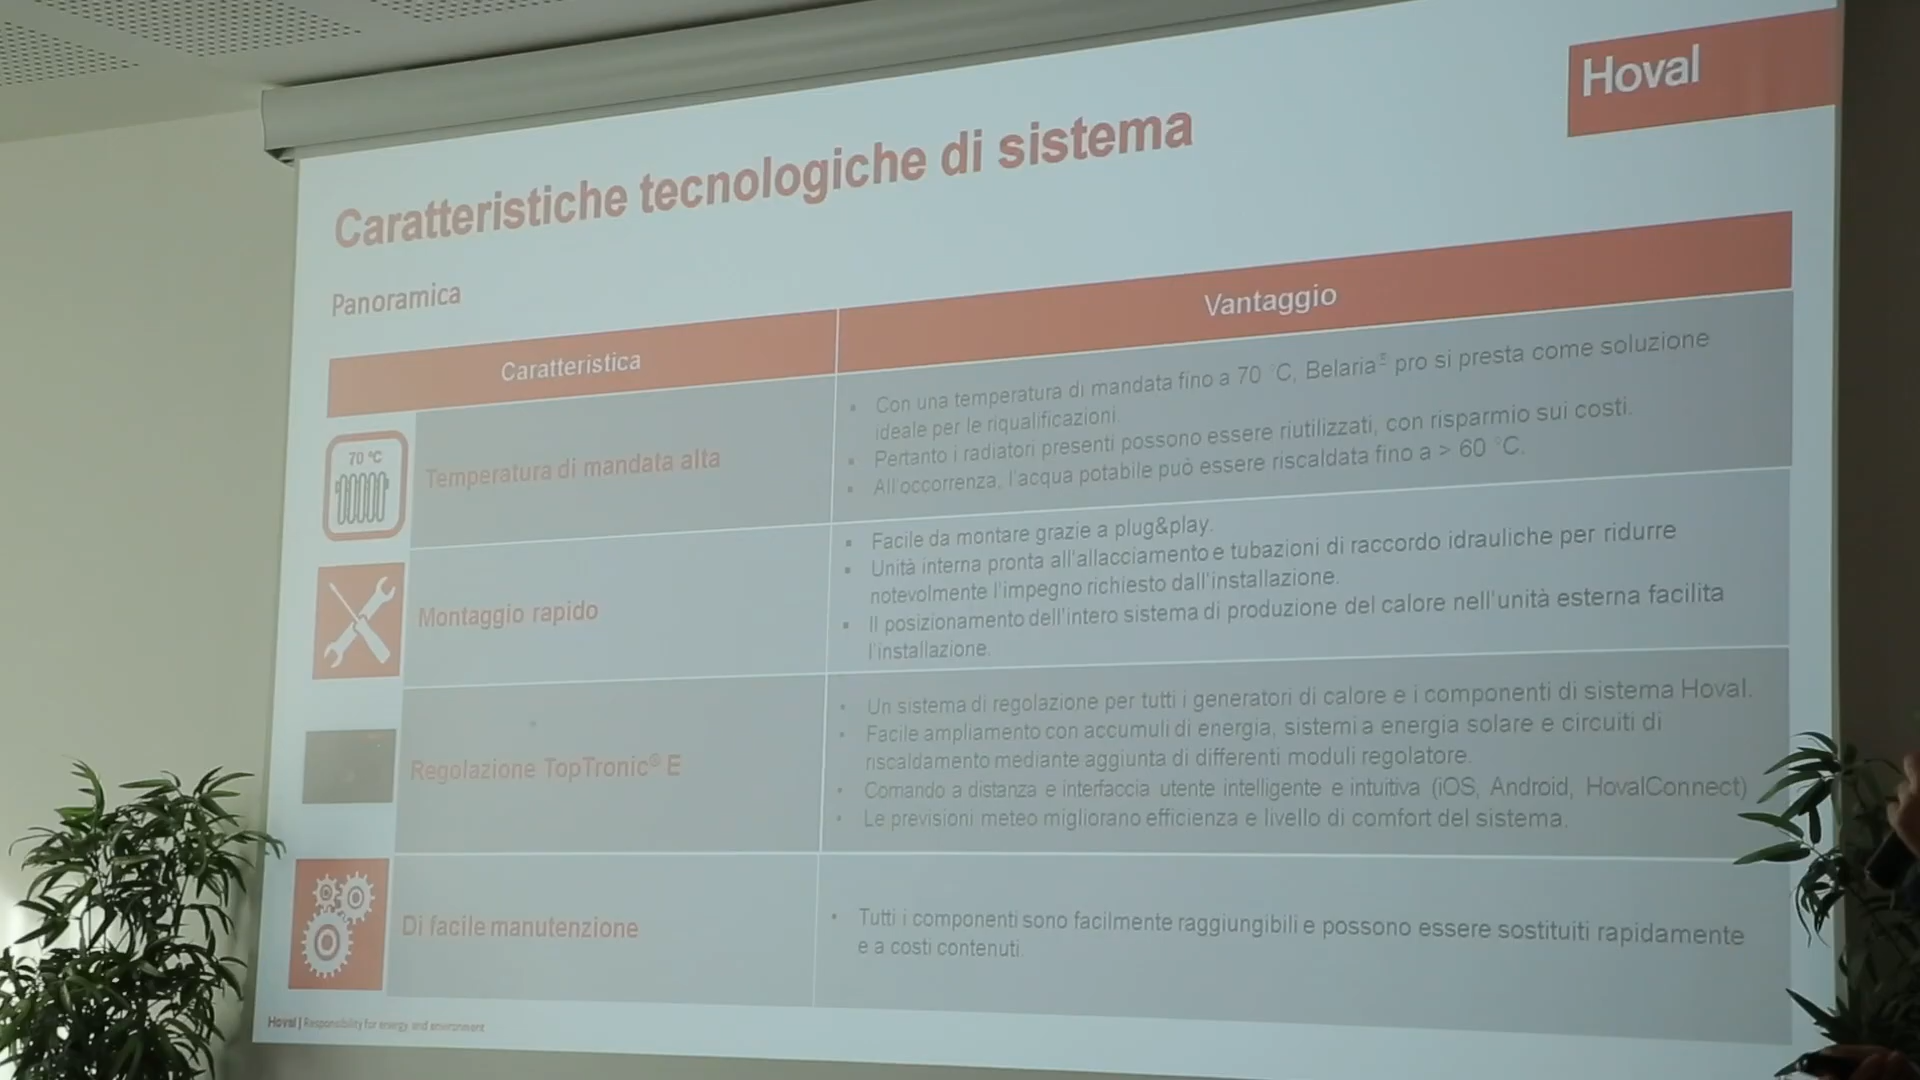 Hoval
Caratteristiche tecnologiche di sistema
Panoramica
Caratteristica
Vantaggio
70 °C
Temperatura di mandata alta
▪ Con una temperatura di mandata fino a 70 °C, Belaria® pro si presta come soluzione
ideale per le riqualificazioni.
▪ Pertanto i radiatori presenti possono essere riutilizzati, con risparmio sui costi.
▪ All'occorrenza, l'acqua potabile può essere riscaldata fino a > 60 °C.
Montaggio rapido
▪ Facile da montare grazie a plug&play.
▪ Unità interna pronta all'allacciamento e tubazioni di raccordo idrauliche per ridurre
notevolmente l'impegno richiesto dall'installazione.
▪ Il posizionamento dell'intero sistema di produzione del calore nell'unità esterna facilita
l'installazione.
Regolazione TopTronic® E
• Un sistema di regolazione per tutti i generatori di calore e i componenti di sistema Hoval.
• Facile ampliamento con accumuli di energia, sistemi a energia solare e circuiti di
riscaldamento mediante aggiunta di differenti moduli regolatore.
• Comando a distanza e interfaccia utente intelligente e intuitiva (iOS, Android, HovalConnect)
• Le previsioni meteo migliorano efficienza e livello di comfort del sistema.
Di facile manutenzione
• Tutti i componenti sono facilmente raggiungibili e possono essere sostituiti rapidamente
e a costi contenuti.
Hoval | Responsibility for energy and environment